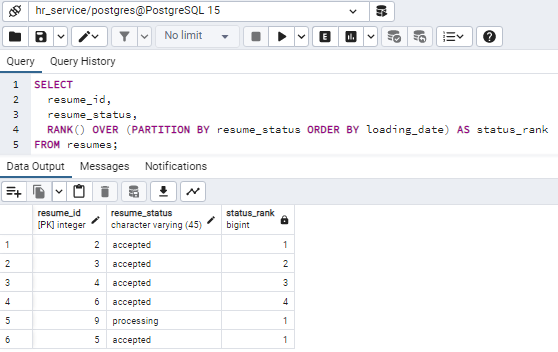 hr_service/postgres@PostgreSQL 15
No limit
E
Query Query History
1 SELECT
2 resume_id,
3 resume_status,
4 RANK() OVER (PARTITION BY resume_status ORDER BY loading_date) AS status_rank
5 FROM resumes;
Data Output Messages Notifications
resume_id resume_status status_rank
[PK] integer character varying (45) bigint
1 2 accepted 1
2 3 accepted 2
3 4 accepted 3
4 6 accepted 4
5 9 processing 1
6 5 accepted 1